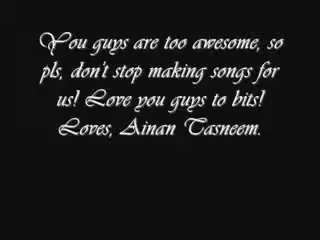 You guys are too awesome, so
pls, don't stop making songs for
us! Love you guys to bits!
Loves, Ainan Tasneem.